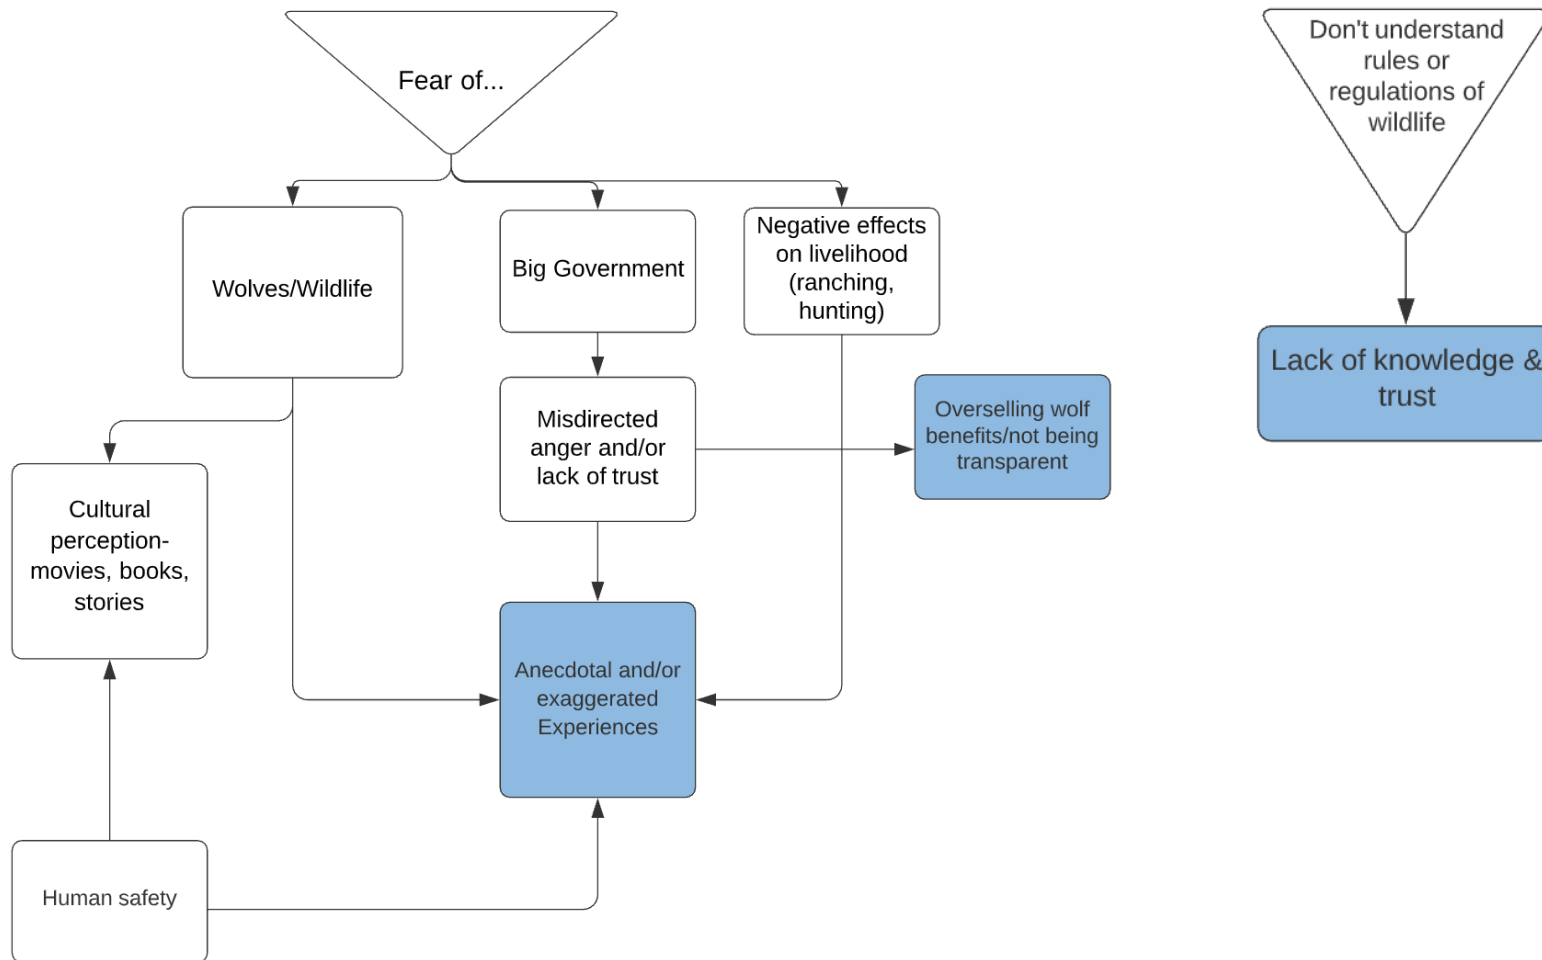 Fear of...
Don't understand
rules or
regulations of
wildlife
Wolves/Wildlife
Big Government
Negative effects
on livelihood
(ranching,
hunting)
Misdirected
anger and/or
lack of trust
Overselling wolf
benefits/not being
transparent
Lack of knowledge &
trust
Cultural
perception-
movies, books,
stories
Anecdotal and/or
exaggerated
Experiences
Human safety